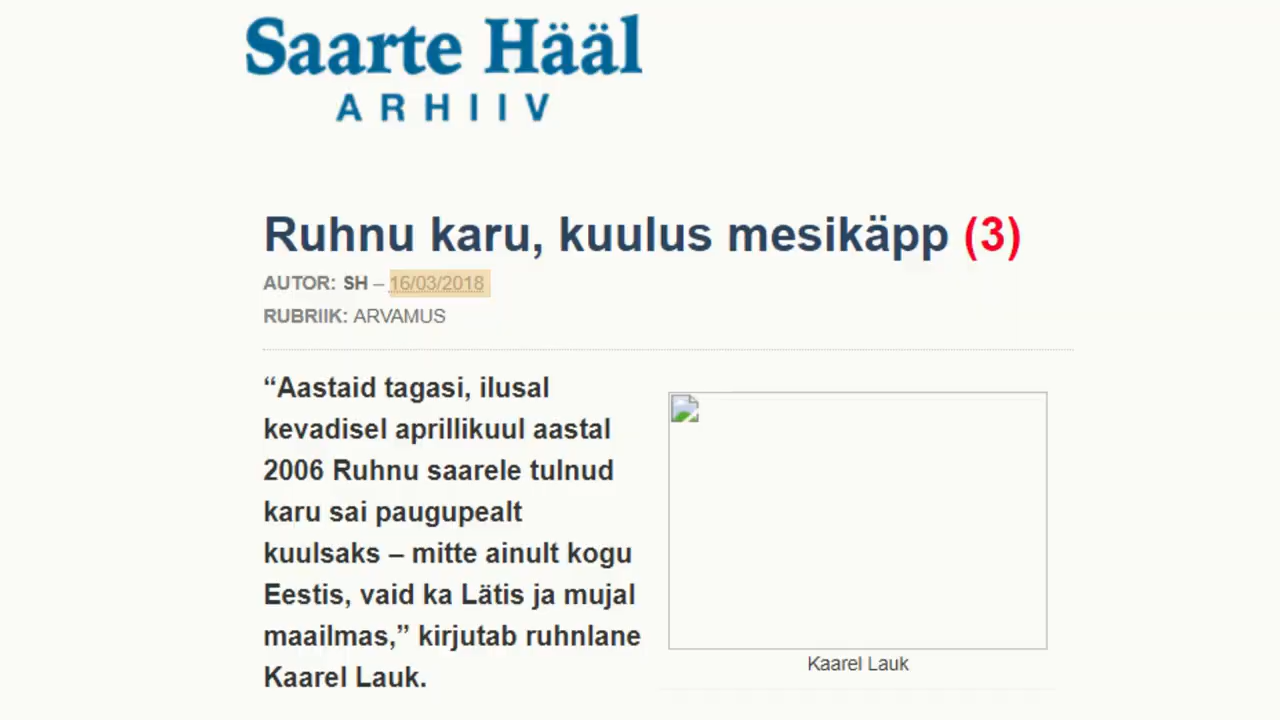 Saarte Hääl
ARHIIV
Ruhnu karu, kuulus mesikäpp (3)
AUTOR: SH – 16/03/2018
RUBRIIK: ARVAMUS
“Aastaid tagasi, ilusal
kevadisel aprillikuul aastal
2006 Ruhnu saarele tulnud
karu sai paugupealt
kuulsaks – mitte ainult kogu
Eestis, vaid ka Lätis ja mujal
maailmas,” kirjutab ruhnlane
Kaarel Lauk.
Kaarel Lauk